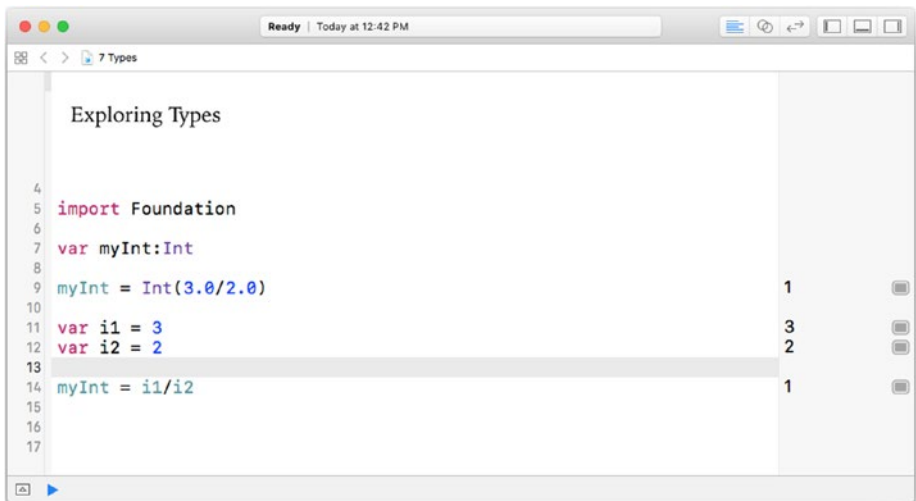 Ready | Today at 12:42 PM
7 Types
Exploring Types
4
5 import Foundation
6
7 var myInt:Int
8
9 myInt = Int(3.0/2.0) 1
10
11 var i1 = 3 3
12 var i2 = 2 2
13
14 myInt = i1/i2 1
15
16
17